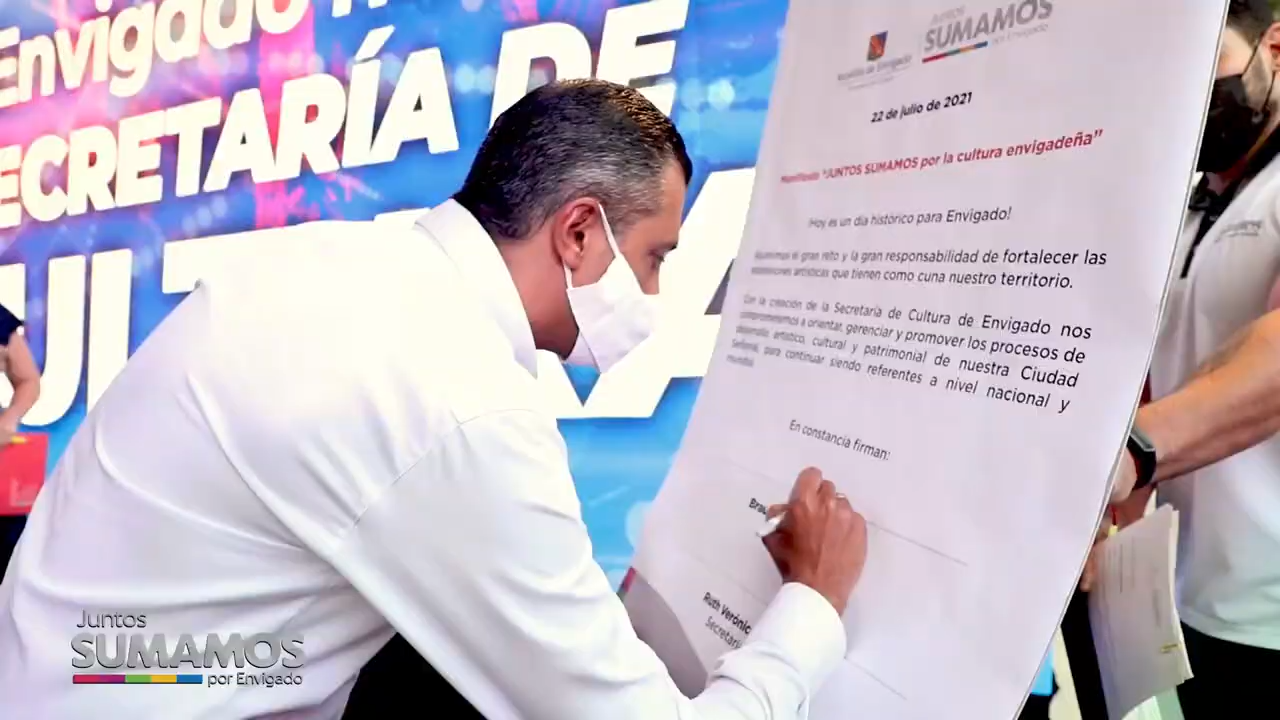 Envigado
SECRETARÍA DE
Alcaldía de Envigado
Juntos
SUMAMOS
por Envigado
22 de julio de 2021
Manifiesto "JUNTOS SUMAMOS por la cultura envigadeña"
¡Hoy es un día histórico para Envigado!
el gran reto y la gran responsabilidad de fortalecer las
expresiones artísticas que tienen como cuna nuestro territorio.
Con la creación de la Secretaría de Cultura de Envigado nos
comprometemos a orientar, gerenciar y promover los procesos de
desarrollo artístico, cultural y patrimonial de nuestra Ciudad
Señorial, para continuar siendo referentes a nivel nacional y
mundial.
En constancia firman:
Brau
Ruth Verónic
Secretari
Juntos
SUMAMOS
por Envigado